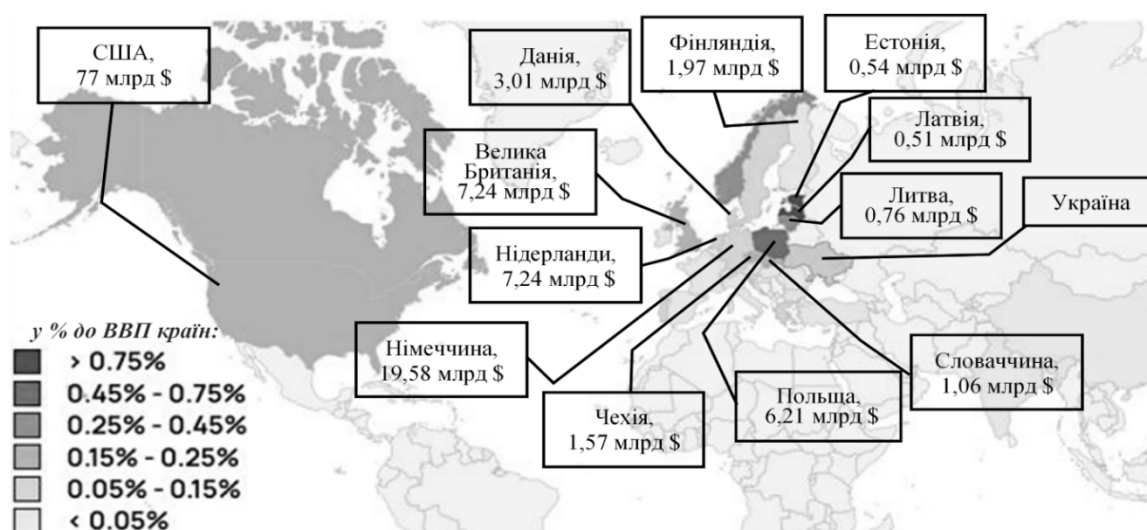 США,
77 млрд $
Данія,
3,01 млрд $
Фінляндія,
1,97 млрд $
Естонія,
0,54 млрд $
Латвія,
0,51 млрд $
Велика
Британія,
7,24 млрд $
Литва,
0,76 млрд $
Україна
Нідерланди,
7,24 млрд $
у % до ВВП країн:
> 0.75%
0.45% - 0.75%
0.25% - 0.45%
0.15% - 0.25%
0.05% - 0.15%
< 0.05%
Німеччина,
19,58 млрд $
Чехія,
1,57 млрд $
Польща,
6,21 млрд $
Словаччина,
1,06 млрд $